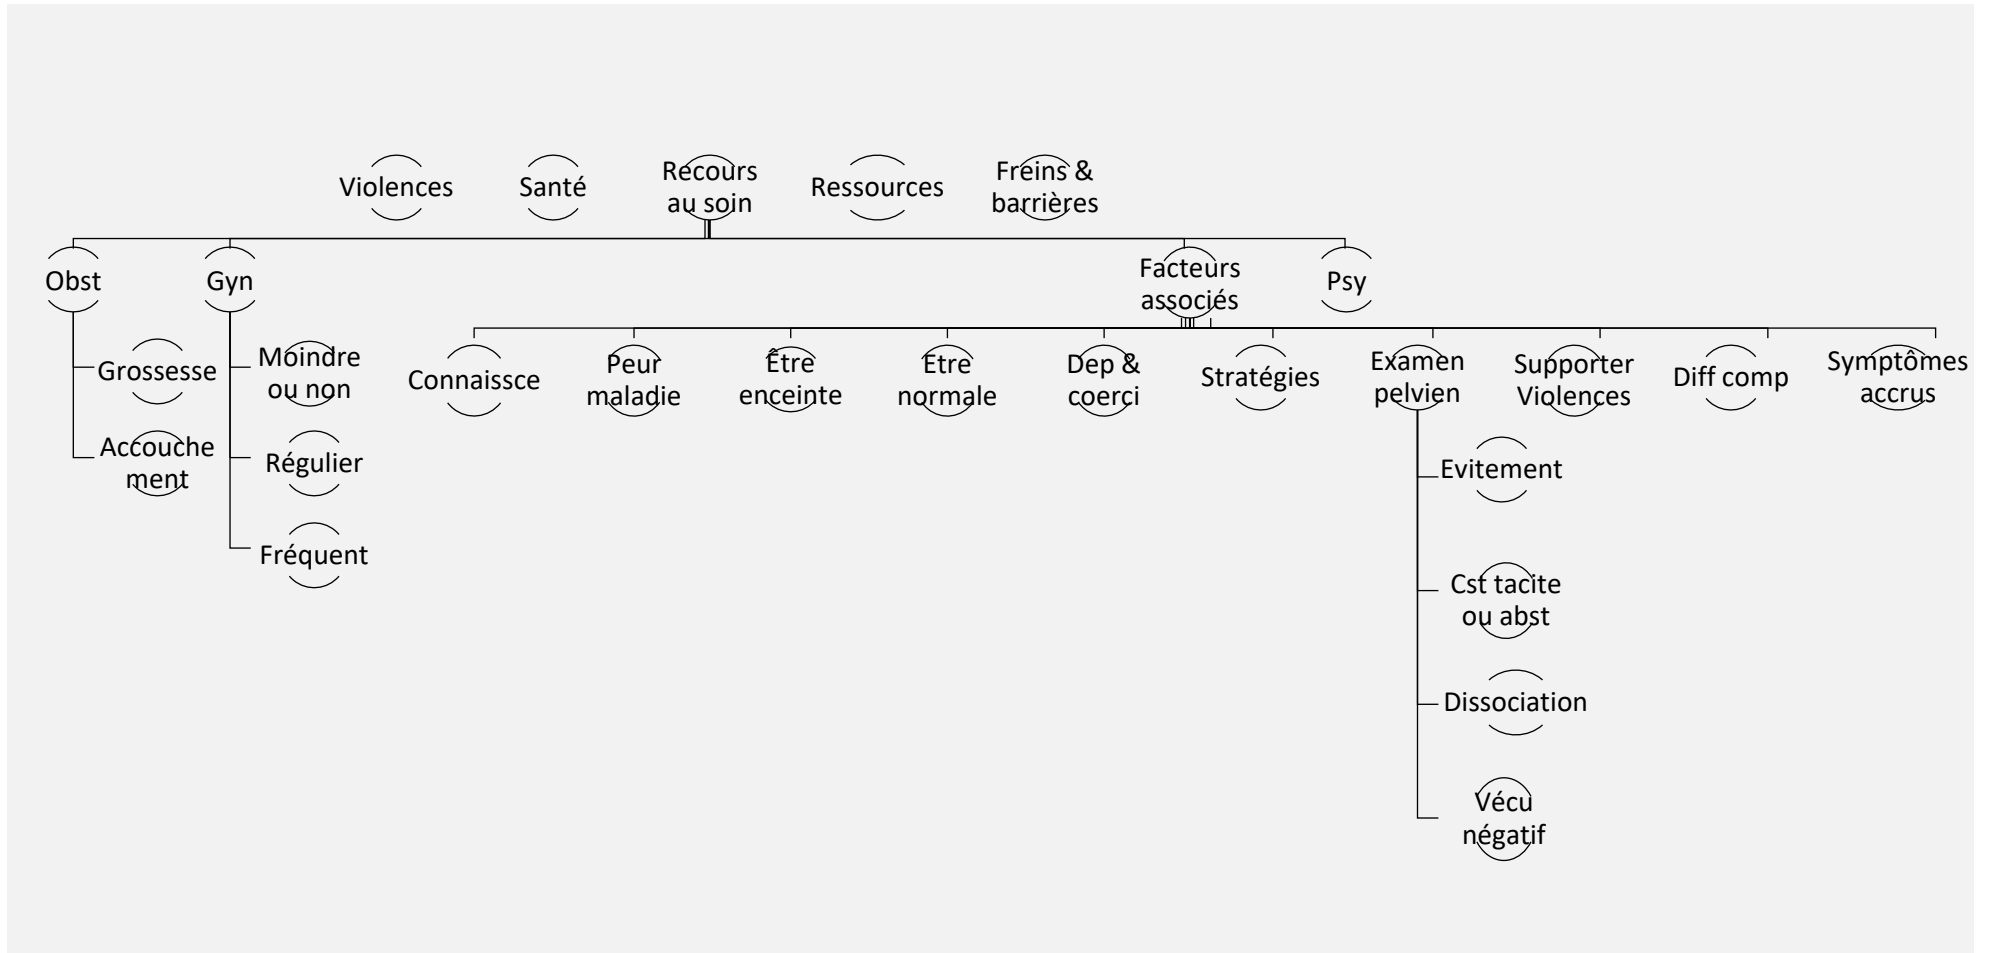 Violences
Santé
Recours
au soin
Ressources
Freins &
barrières
Obst
Gyn
Facteurs
associés
Psy
Grossesse
Accouche
ment
Moindre
ou non
Régulier
Fréquent
Connaissce
Peur
maladie
Être
enceinte
Etre
normale
Dep &
coerci
Stratégies
Examen
pelvien
Supporter
Violences
Diff comp
Symptômes
accrus
Evitement
Cst tacite
ou abst
Dissociation
Vécu
négatif